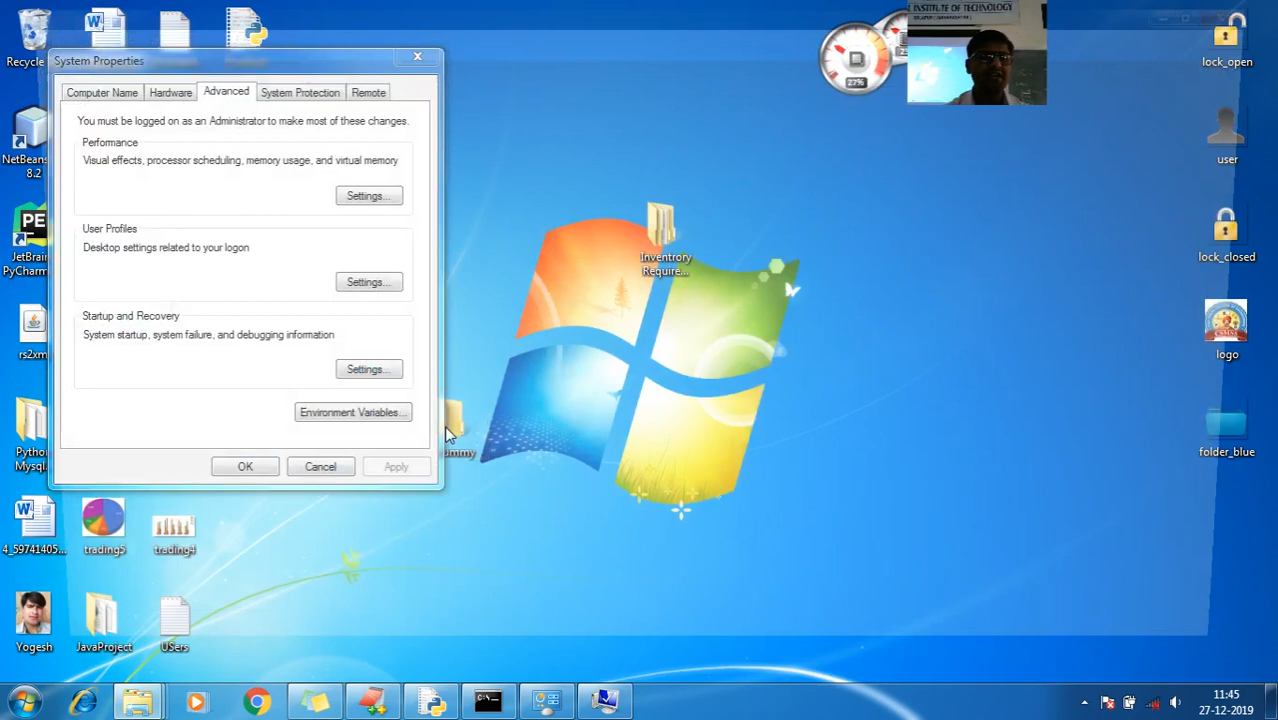 INSTITUTE OF TECHNOLOGY
Recycle
System Properties
Computer Name
Hardware
Advanced
System Protection
Remote
You must be logged on as an Administrator to make most of these changes.
Performance
Visual effects, processor scheduling, memory usage, and virtual memory
Settings...
User Profiles
Desktop settings related to your logon
Settings...
Startup and Recovery
System startup, system failure, and debugging information
Settings...
Environment Variables...
OK
Cancel
Apply
27%
lock_open
user
lock_closed
logo
folder_blue
NetBeans
8.2
JetBrain
PyCharm
rs2xm
Python
Mysql.
Inventrory
Require...
ummy
4_59741405...
trading5
trading4
Yogesh
JavaProject
USers
PE
C:\_
11:45
27-12-2019